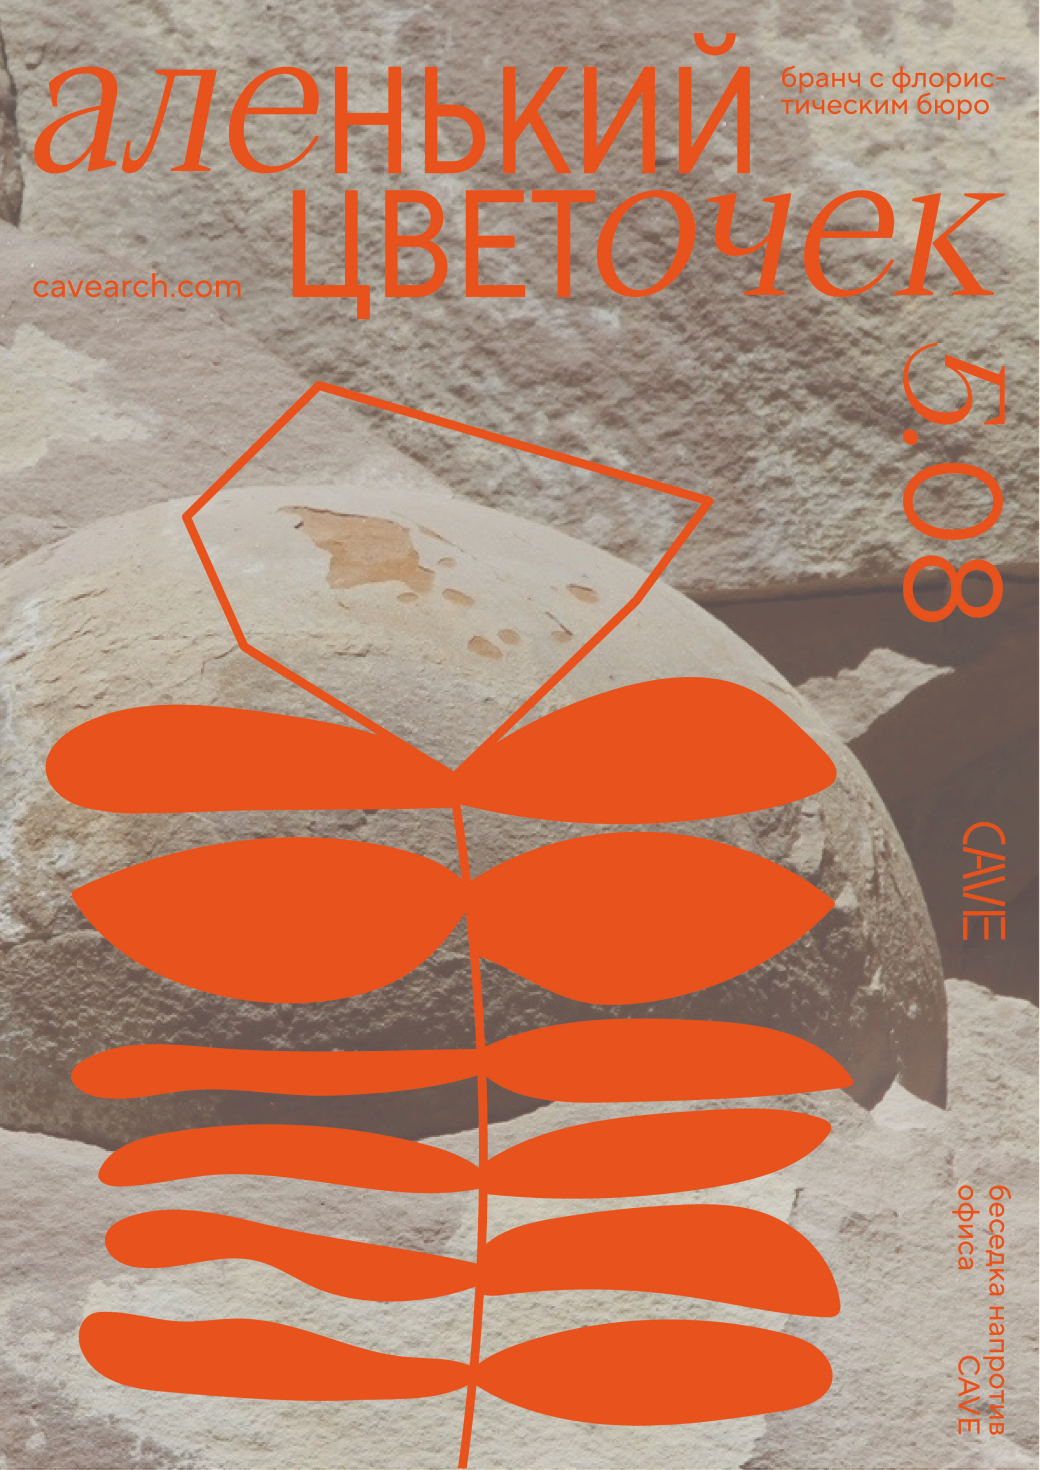 аленЬКИЙ
бранч с флорис-
тическим бюро
ЦВЕТочек
cavearch.com
5.08
CAVE
беседка напротив
офиса CAVE